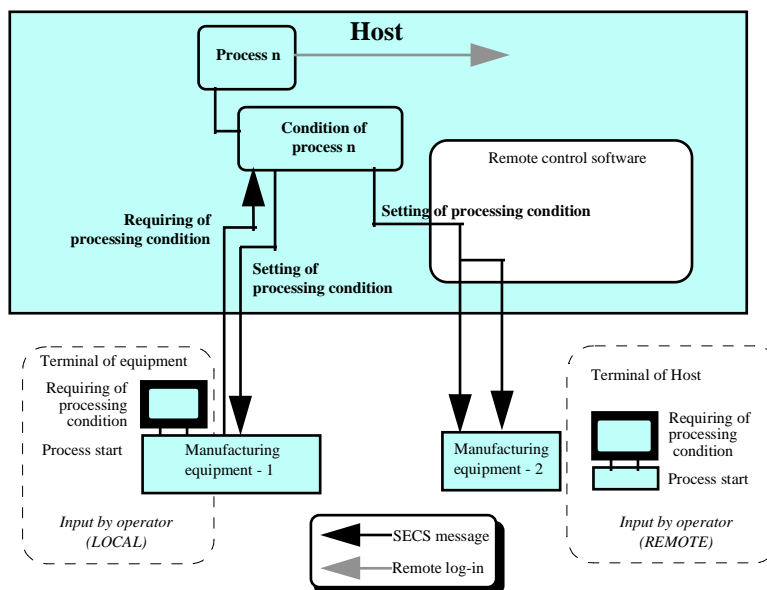 Host
Process n
Condition of
process n
Remote control software
Requiring of
processing condition
Setting of processing condition
Setting of
processing condition
Terminal of equipment
Requiring of
processing
condition
Process start
Manufacturing
equipment - 1
Input by operator
(LOCAL)
Manufacturing
equipment - 2
Terminal of Host
Requiring of
processing
condition
Process start
Input by operator
(REMOTE)
SECS message
Remote log-in